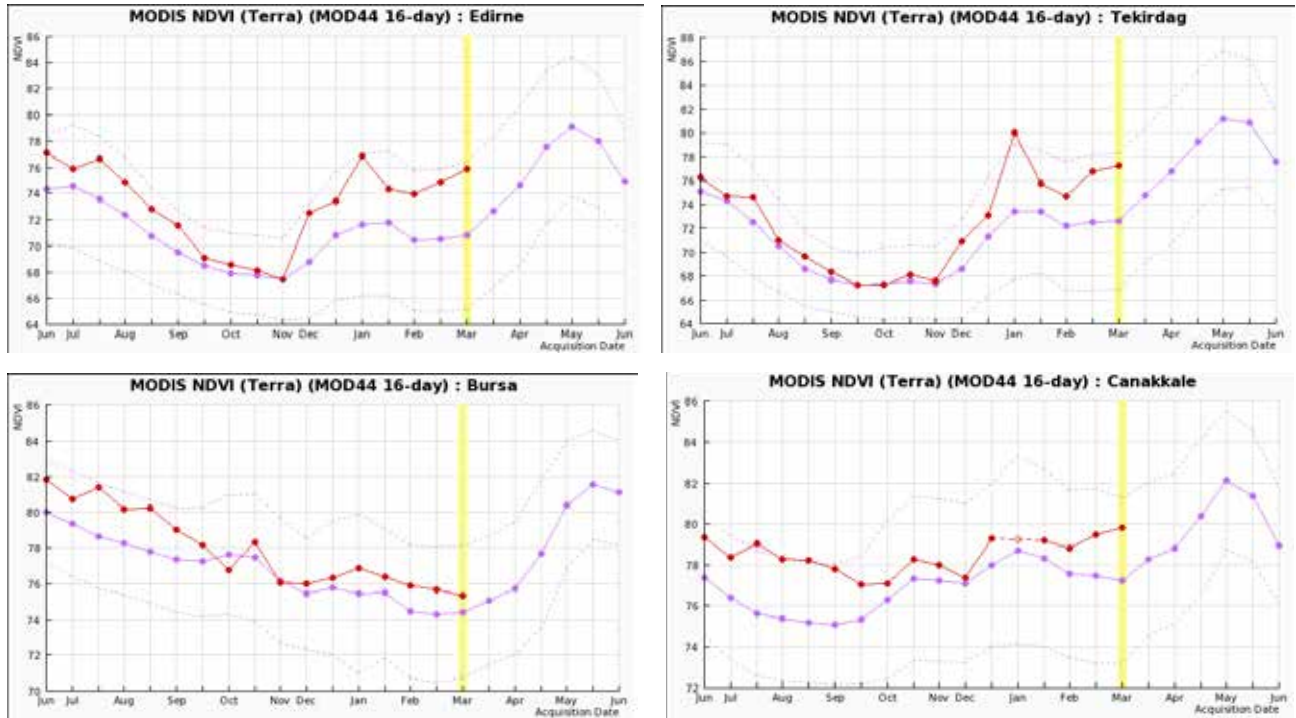 MODIS NDVI (Terra) (MOD44 16-day) : Edirne
NDVI
86
84
82
80
78
76
74
72
70
68
66
64
Jun Jul Aug Sep Oct Nov Dec Jan Feb Mar Apr May Jun
Acquisition Date
MODIS NDVI (Terra) (MOD44 16-day) : Tekirdag
NDVI
88
86
84
82
80
78
76
74
72
70
68
66
64
Jun Jul Aug Sep Oct Nov Dec Jan Feb Mar Apr May Jun
Acquisition Date
MODIS NDVI (Terra) (MOD44 16-day) : Bursa
NDVI
86
84
82
80
78
76
74
72
70
Jun Jul Aug Sep Oct Nov Dec Jan Feb Mar Apr May Jun
Acquisition Date
MODIS NDVI (Terra) (MOD44 16-day) : Canakkale
NDVI
86
84
82
80
78
76
74
72
Jun Jul Aug Sep Oct Nov Dec Jan Feb Mar Apr May Jun
Acquisition Date